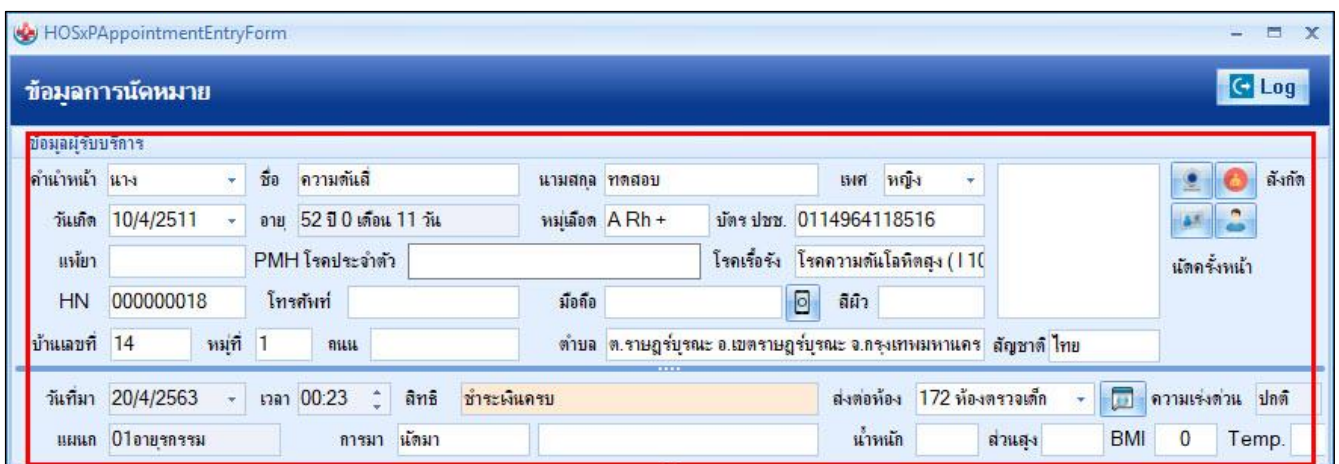 HOSxPAppointmentEntryForm
ข้อมูลการนัดหมาย Log
ข้อมูลผู้รับบริการ
คำนำหน้า นาง ชื่อ ความดันสี่ นามสกุล ทดสอบ เพศ หญิง สังกัด
วันเกิด 10/4/2511 อายุ 52 ปี 0 เดือน 11 วัน หมู่เลือด A Rh + บัตร ปชช. 0114964118516
แพ้ยา PMH โรคประจำตัว โรคเรื้อรัง โรคความดันโลหิตสูง ( I 10 นัดครั้งหน้า
HN 000000018 โทรศัพท์ มือถือ สีผิว
บ้านเลขที่ 14 หมู่ที่ 1 ถนน ตำบล ต.ราษฎร์บูรณะ อ.เขตราษฎร์บูรณะ จ.กรุงเทพมหานคร สัญชาติ ไทย
วันที่มา 20/4/2563 เวลา 00:23 สิทธิ ชำระเงินครบ ส่งต่อห้อง 172 ห้องตรวจเด็ก ความเร่งด่วน ปกติ
แผนก 01อายุรกรรม การมา นัดมา น้ำหนัก ส่วนสูง BMI 0 Temp.